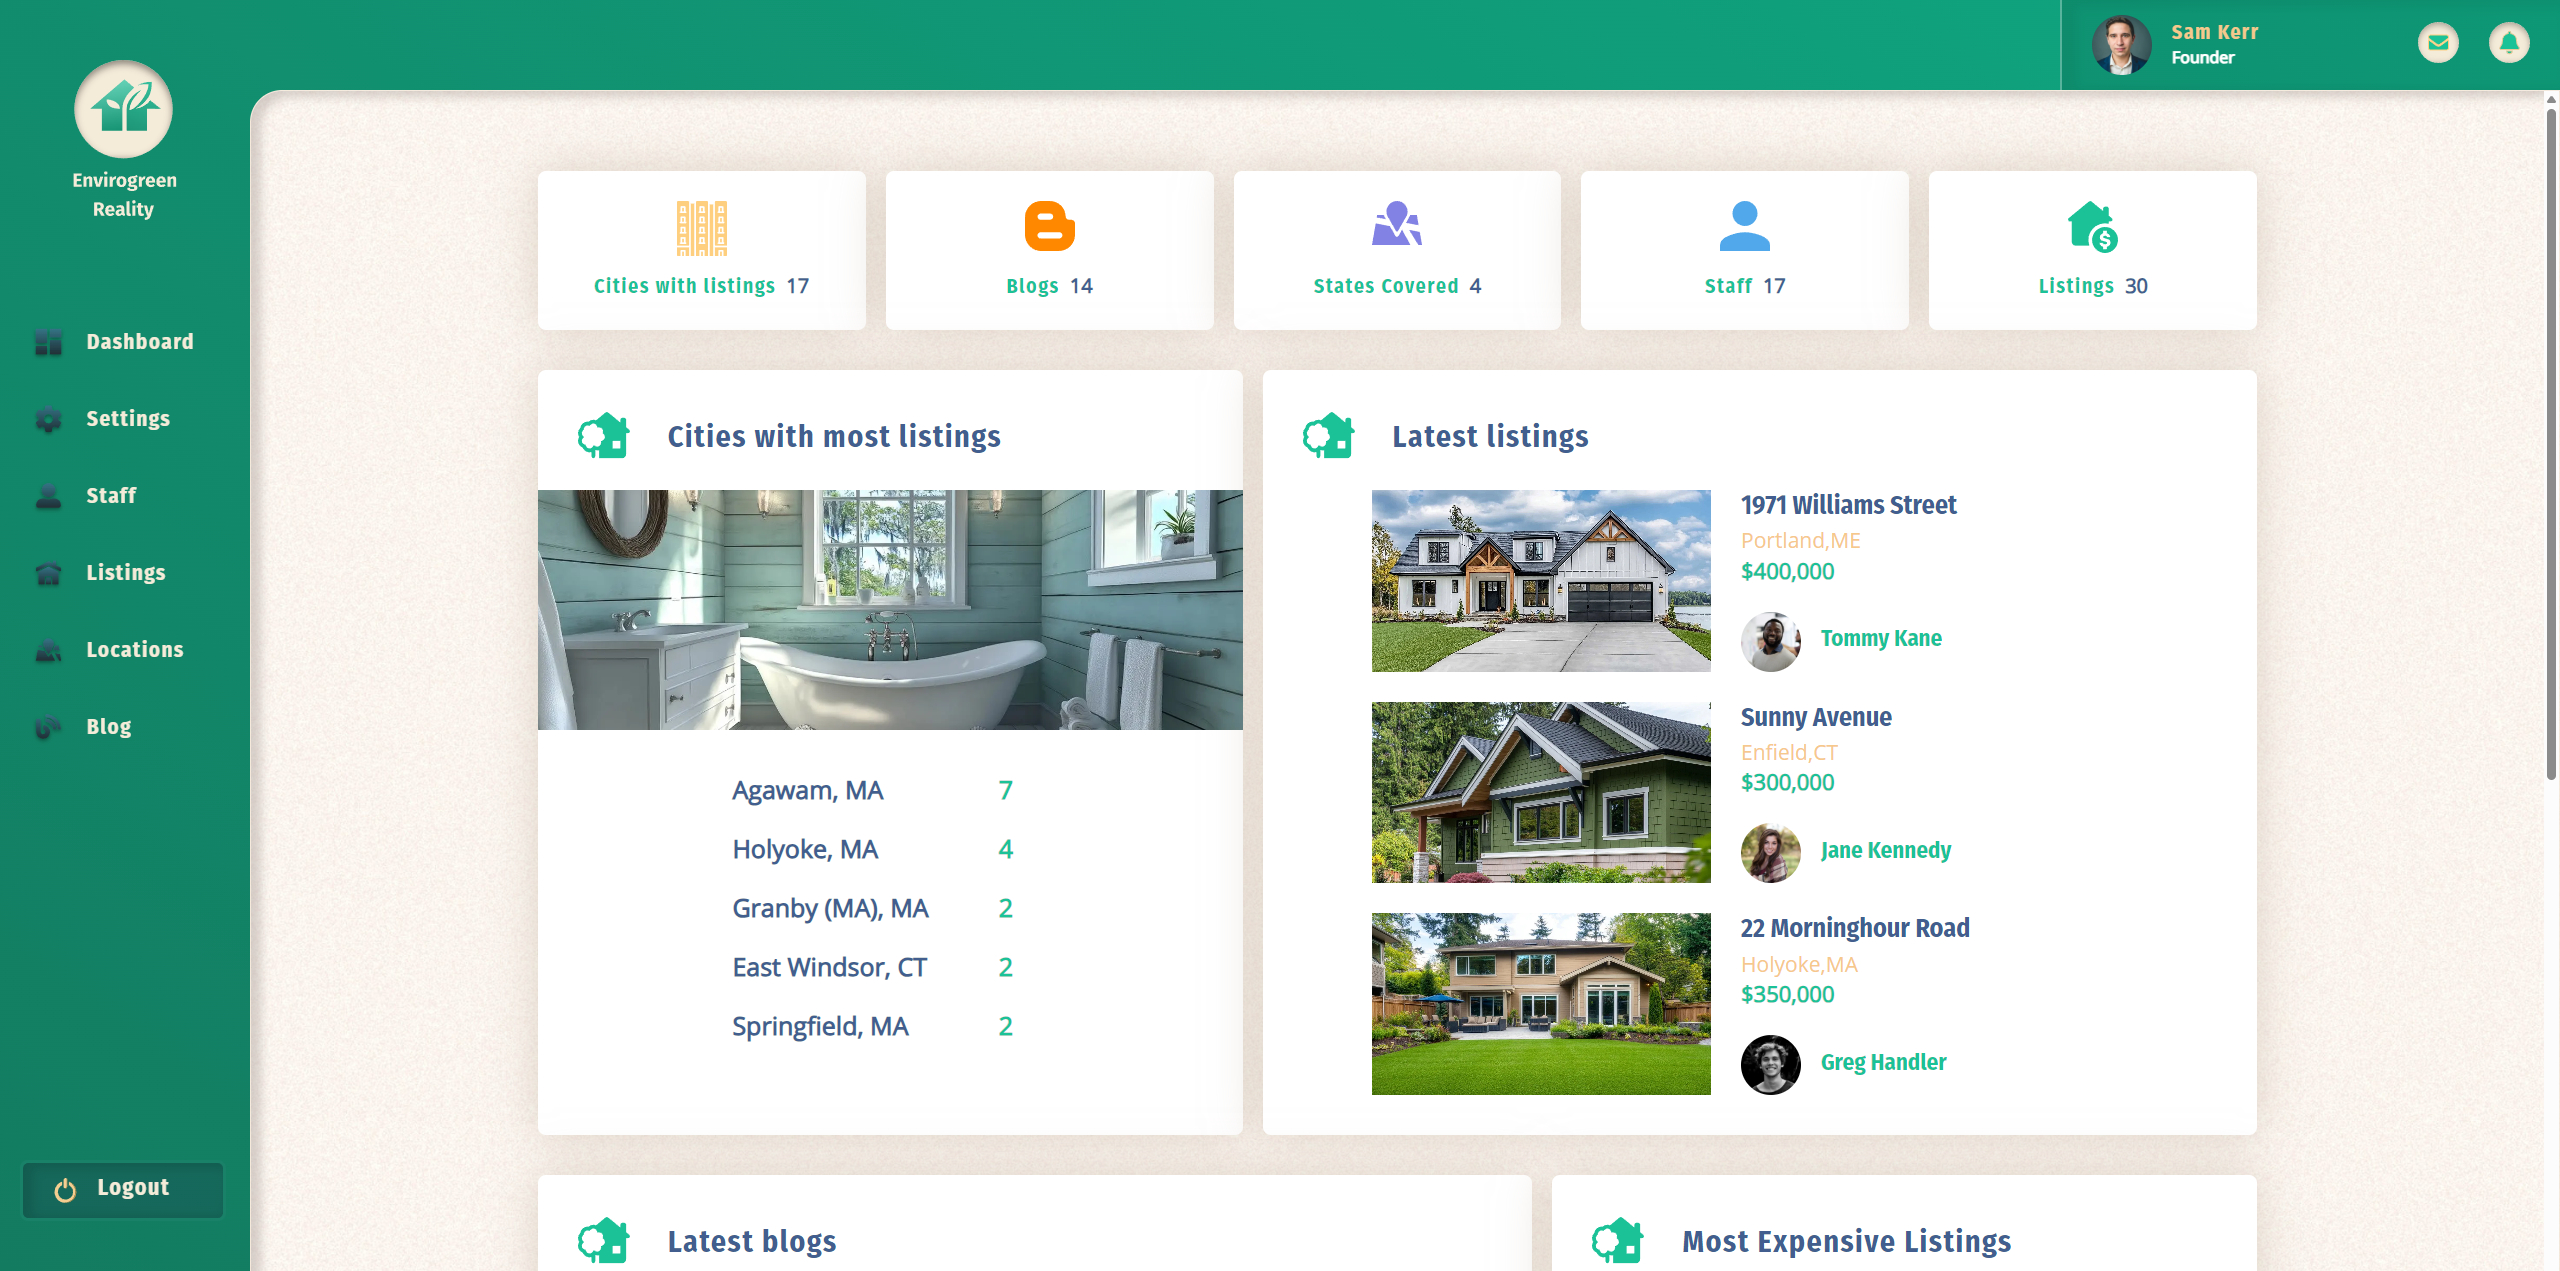 Sam Kerr
Founder
Envirogreen
Reality
Dashboard
Settings
Staff
Listings
Locations
Blog
Logout
Cities with listings 17
Blogs 14
States Covered 4
Staff 17
Listings 30
Cities with most listings
Agawam, MA 7
Holyoke, MA 4
Granby (MA), MA 2
East Windsor, CT 2
Springfield, MA 2
Latest listings
1971 Williams Street
Portland,ME
$400,000
Tommy Kane
Sunny Avenue
Enfield,CT
$300,000
Jane Kennedy
22 Morninghour Road
Holyoke,MA
$350,000
Greg Handler
Latest blogs
Most Expensive Listings